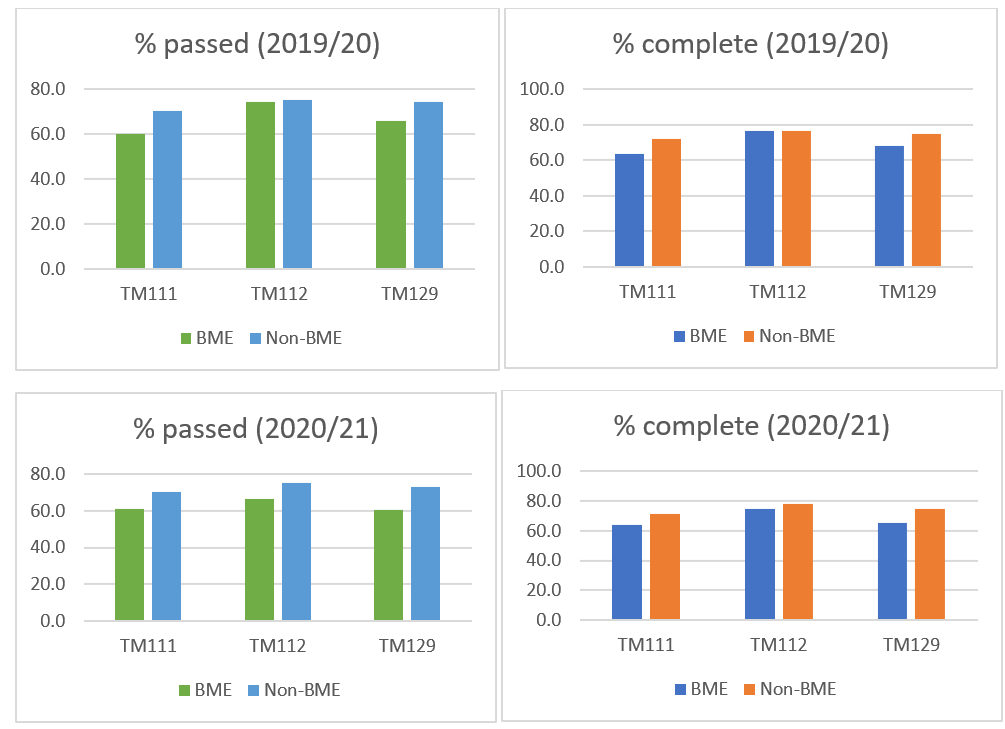 % passed (2019/20)
80.0
60.0
40.0
20.0
0.0
TM111 TM112 TM129
BME Non-BME
% complete (2019/20)
100.0
80.0
60.0
40.0
20.0
0.0
TM111 TM112 TM129
BME Non-BME
% passed (2020/21)
80.0
60.0
40.0
20.0
0.0
TM111 TM112 TM129
BME Non-BME
% complete (2020/21)
100.0
80.0
60.0
40.0
20.0
0.0
TM111 TM112 TM129
BME Non-BME